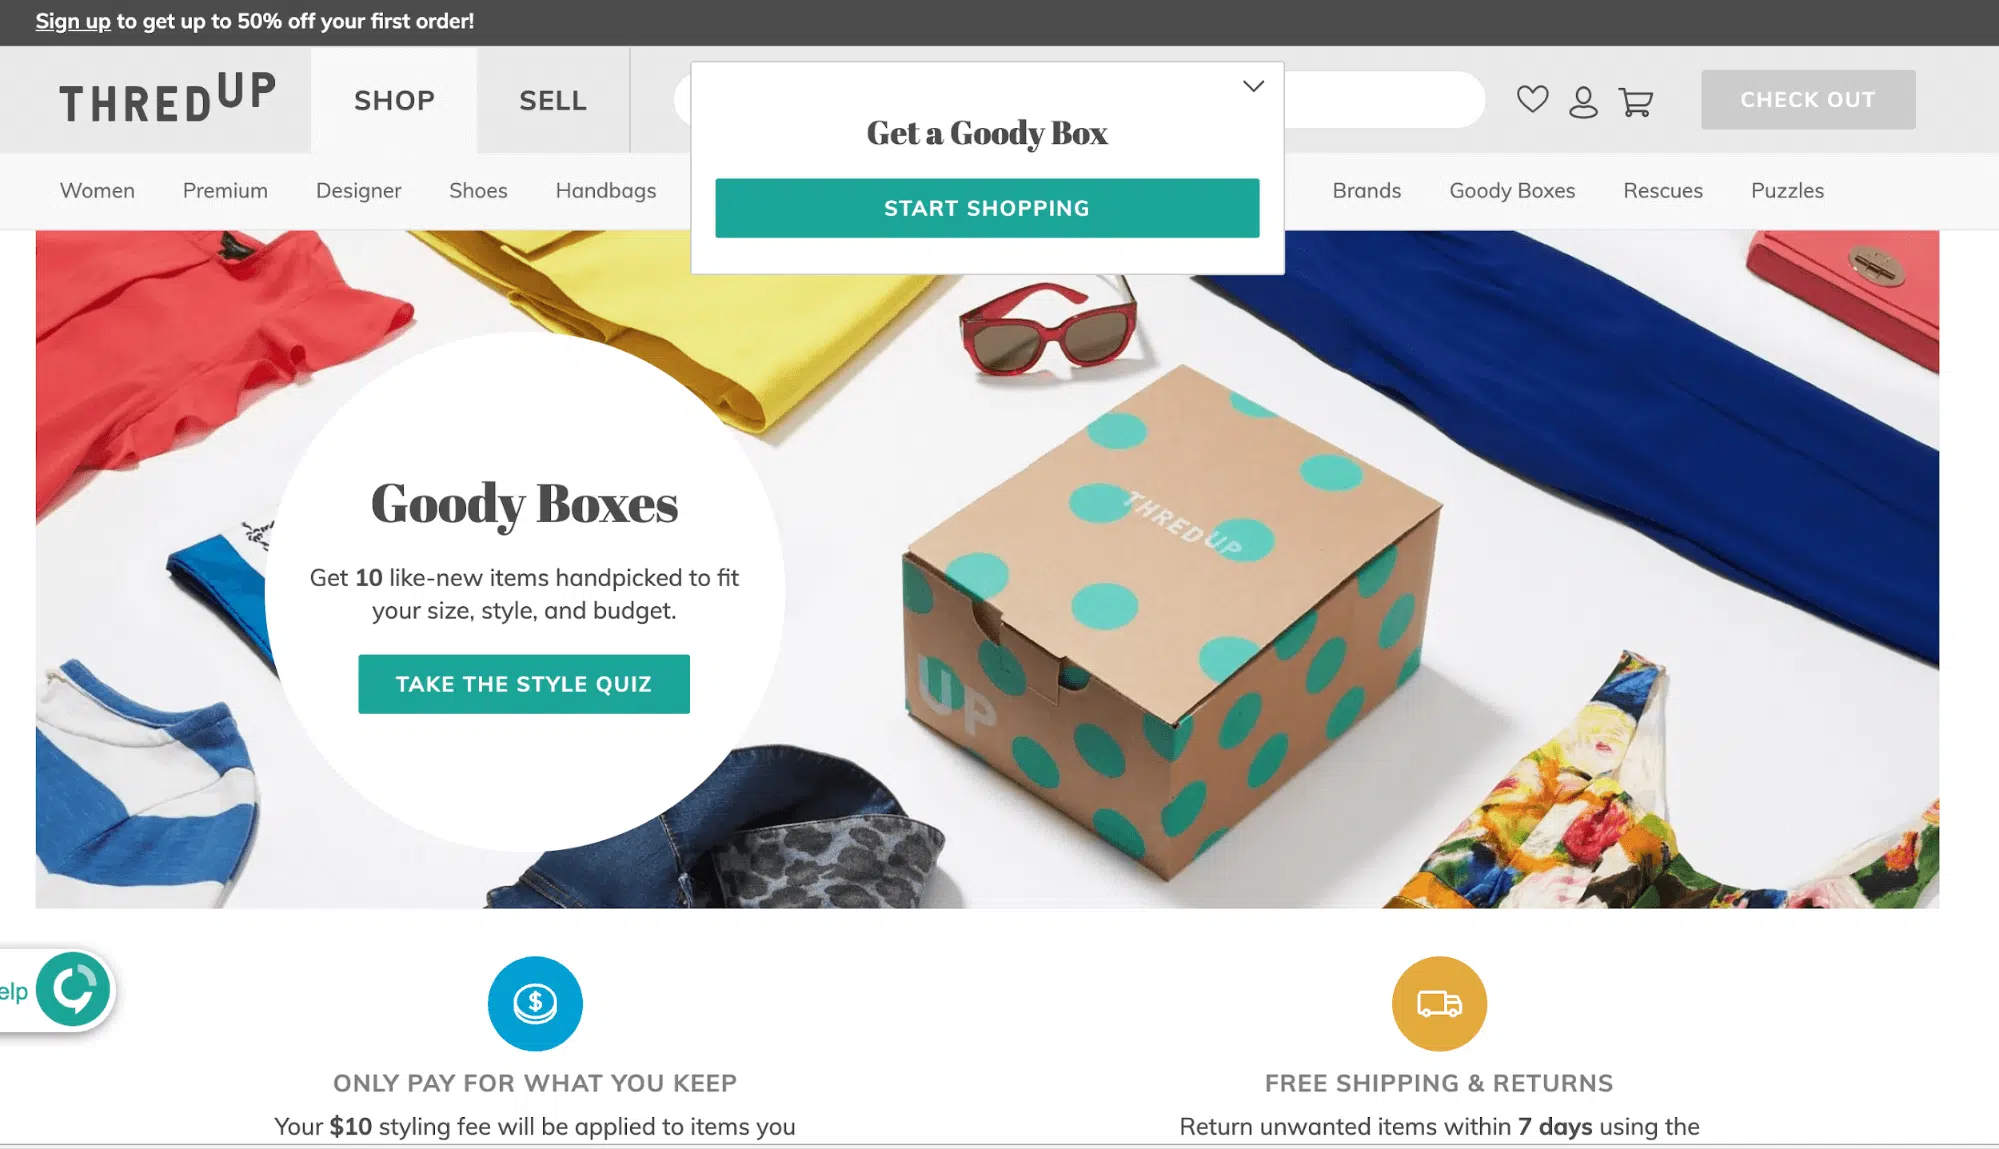 Sign up to get up to 50% off your first order!
THREDUP
SHOP
SELL
CHECK OUT
Get a Goody Box
START SHOPPING
Women
Premium
Designer
Shoes
Handbags
Brands
Goody Boxes
Rescues
Puzzles
THREDUP
UP
Goody Boxes
Get 10 like-new items handpicked to fit
your size, style, and budget.
TAKE THE STYLE QUIZ
elp
ONLY PAY FOR WHAT YOU KEEP
Your $10 styling fee will be applied to items you
FREE SHIPPING & RETURNS
Return unwanted items within 7 days using the